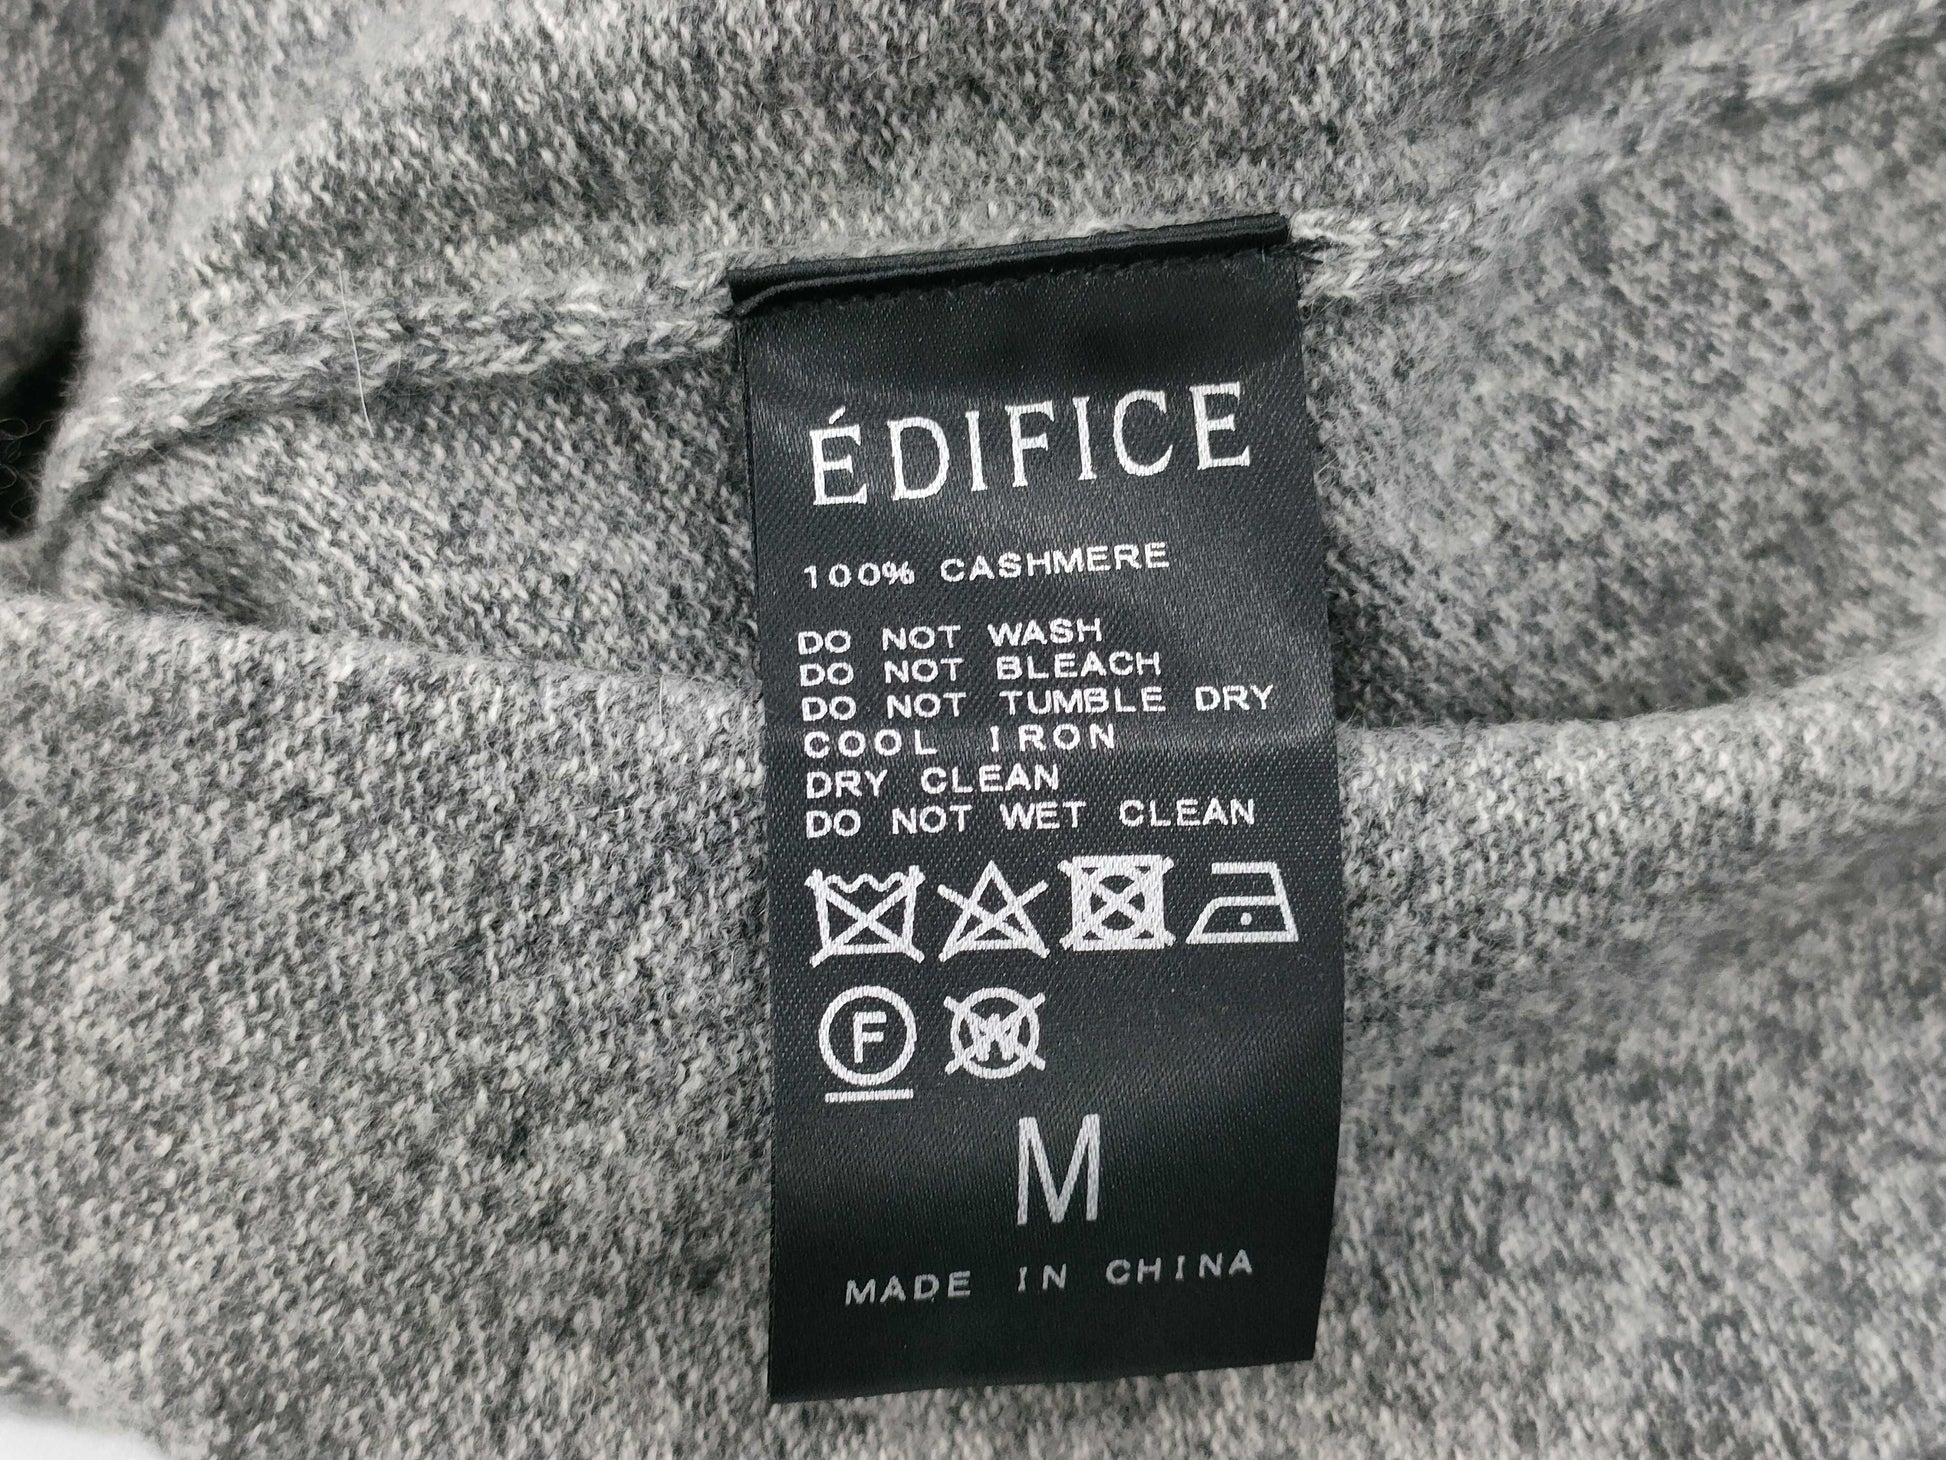 ÉDIFICE
100% CASHMERE
DO NOT WASH
DO NOT BLEACH
DO NOT TUMBLE DRY
COOL IRON
DRY CLEAN
DO NOT WET CLEAN
F W
M
MADE IN CHINA